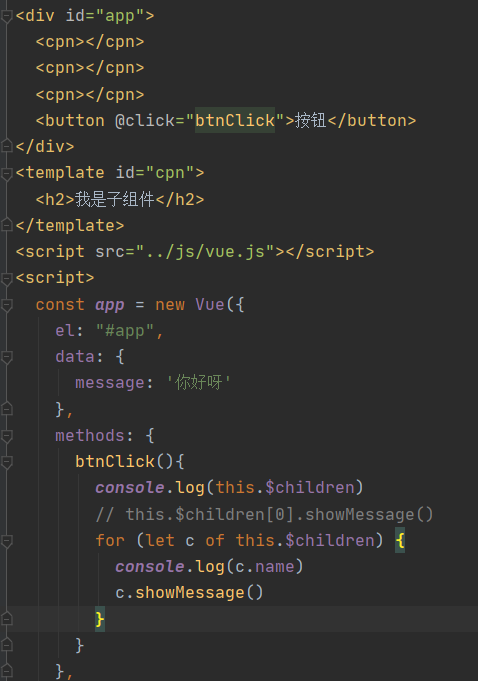 <div id="app">
  <cpn></cpn>
  <cpn></cpn>
  <cpn></cpn>
  <button @click="btnClick">按钮</button>
</div>
<template id="cpn">
  <h2>我是子组件</h2>
</template>
<script src="../js/vue.js"></script>
<script>
  const app = new Vue({
    el: "#app",
    data: {
      message: '你好呀'
    },
    methods: {
      btnClick(){
        console.log(this.$children)
        // this.$children[0].showMessage()
        for (let c of this.$children) {
          console.log(c.name)
          c.showMessage()
        }
      }
    },